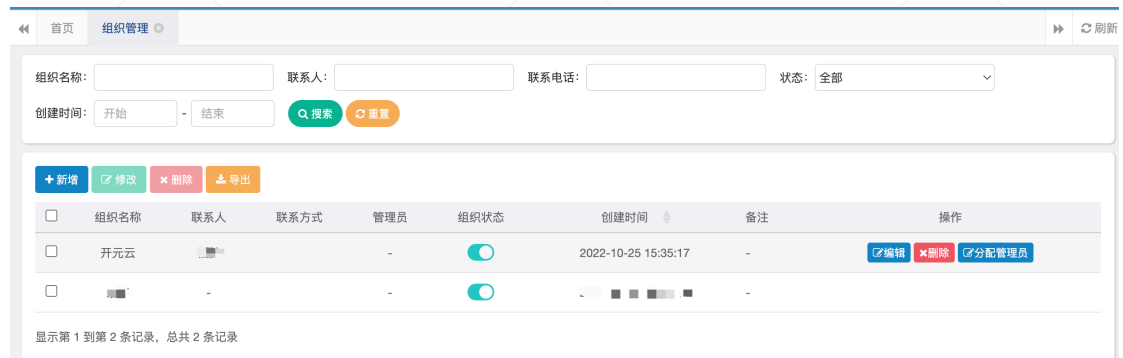 首页 组织管理 刷新
组织名称: 联系人: 联系电话: 状态: 全部
创建时间: 开始 - 结束 搜索 重置
新增 修改 删除 导出
组织名称 联系人 联系方式 管理员 组织状态 创建时间 备注 操作
开元云 - 2022-10-25 15:35:17 - 编辑 删除 分配管理员
- - -
显示第 1 到第 2 条记录，总共 2 条记录